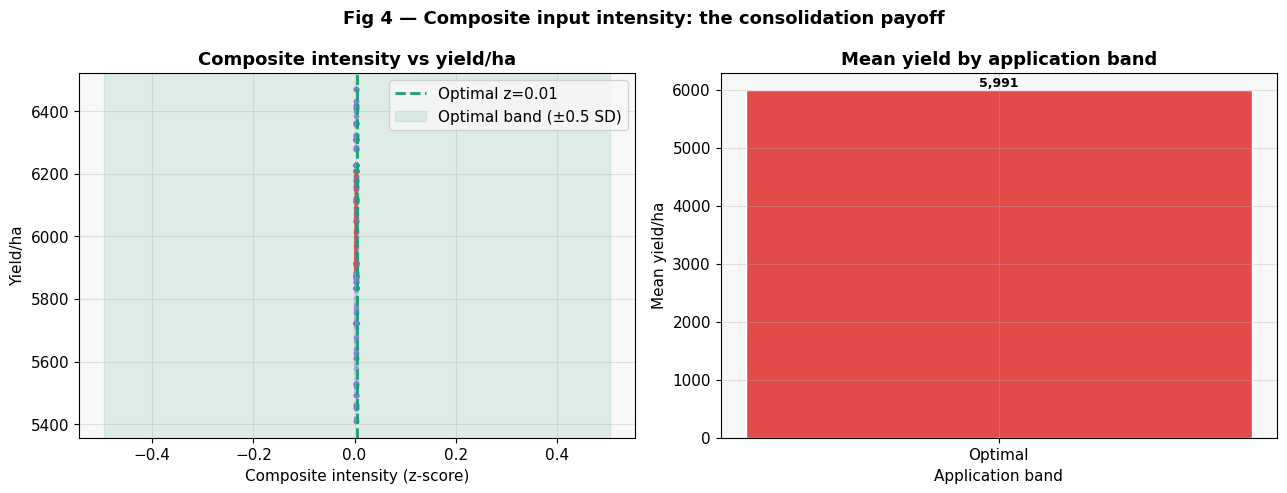 Fig 4 — Composite input intensity: the consolidation payoff
Composite intensity vs yield/ha
Optimal z=0.01
Optimal band (±0.5 SD)
6400
6200
6000
5800
5600
5400
Yield/ha
−0.4
−0.2
0.0
0.2
0.4
Composite intensity (z-score)
Mean yield by application band
5,991
6000
5000
4000
3000
2000
1000
0
Mean yield/ha
Optimal
Application band